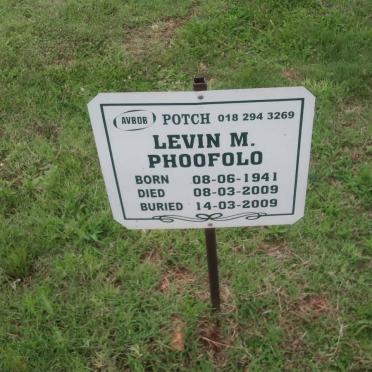 AVBOB POTCH 018 294 3269
LEVIN M.
PHOOFOLO
BORN 08-06-1941
DIED 08-03-2009
BURIED 14-03-2009